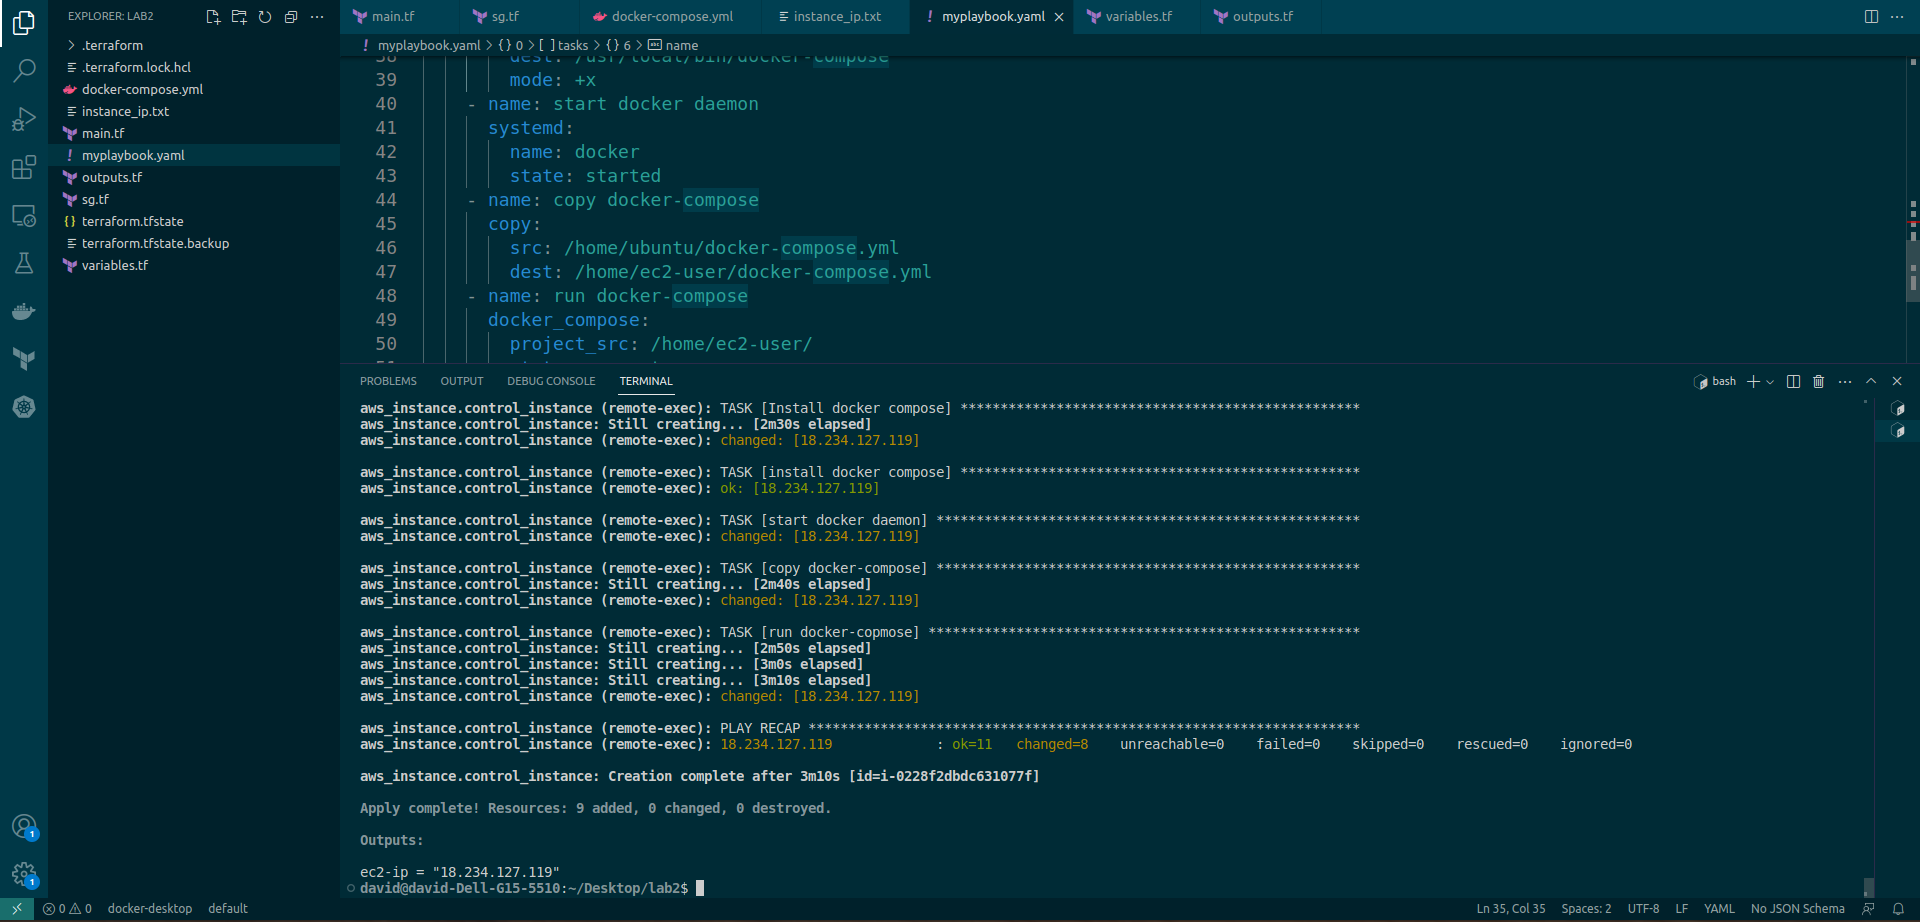 EXPLORER: LAB2
.terraform
.terraform.lock.hcl
docker-compose.yml
instance_ip.txt
main.tf
! myplaybook.yaml
outputs.tf
sg.tf
{} terraform.tfstate
terraform.tfstate.backup
variables.tf
main.tf sg.tf docker-compose.yml instance_ip.txt ! myplaybook.yaml variables.tf outputs.tf
! myplaybook.yaml > {} 0 > [ ] tasks > {} 6 > abc name
38 dest: /usr/local/bin/docker-compose
39 mode: +x
40 - name: start docker daemon
41 systemd:
42 name: docker
43 state: started
44 - name: copy docker-compose
45 copy:
46 src: /home/ubuntu/docker-compose.yml
47 dest: /home/ec2-user/docker-compose.yml
48 - name: run docker-compose
49 docker_compose:
50 project_src: /home/ec2-user/
PROBLEMS OUTPUT DEBUG CONSOLE TERMINAL bash
aws_instance.control_instance (remote-exec): TASK [Install docker compose] **************************************************
aws_instance.control_instance: Still creating... [2m30s elapsed]
aws_instance.control_instance (remote-exec): changed: [18.234.127.119]
aws_instance.control_instance (remote-exec): TASK [install docker compose] **************************************************
aws_instance.control_instance (remote-exec): ok: [18.234.127.119]
aws_instance.control_instance (remote-exec): TASK [start docker daemon] *****************************************************
aws_instance.control_instance (remote-exec): changed: [18.234.127.119]
aws_instance.control_instance (remote-exec): TASK [copy docker-compose] *****************************************************
aws_instance.control_instance: Still creating... [2m40s elapsed]
aws_instance.control_instance (remote-exec): changed: [18.234.127.119]
aws_instance.control_instance (remote-exec): TASK [run docker-copmose] ******************************************************
aws_instance.control_instance: Still creating... [2m50s elapsed]
aws_instance.control_instance: Still creating... [3m0s elapsed]
aws_instance.control_instance: Still creating... [3m10s elapsed]
aws_instance.control_instance (remote-exec): changed: [18.234.127.119]
aws_instance.control_instance (remote-exec): PLAY RECAP *********************************************************************
aws_instance.control_instance (remote-exec): 18.234.127.119 : ok=11 changed=8 unreachable=0 failed=0 skipped=0 rescued=0 ignored=0
aws_instance.control_instance: Creation complete after 3m10s [id=i-0228f2dbdc631077f]
Apply complete! Resources: 9 added, 0 changed, 0 destroyed.
Outputs:
ec2-ip = "18.234.127.119"
david@david-Dell-G15-5510:~/Desktop/lab2$
1
1
0 0 docker-desktop default Ln 35, Col 35 Spaces: 2 UTF-8 LF YAML No JSON Schema